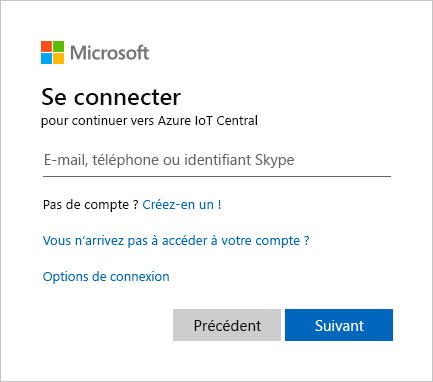 Microsoft
Se connecter
pour continuer vers Azure IoT Central
E-mail, téléphone ou identifiant Skype
Pas de compte ? Créez-en un !
Vous n'arrivez pas à accéder à votre compte ?
Options de connexion
Précédent Suivant